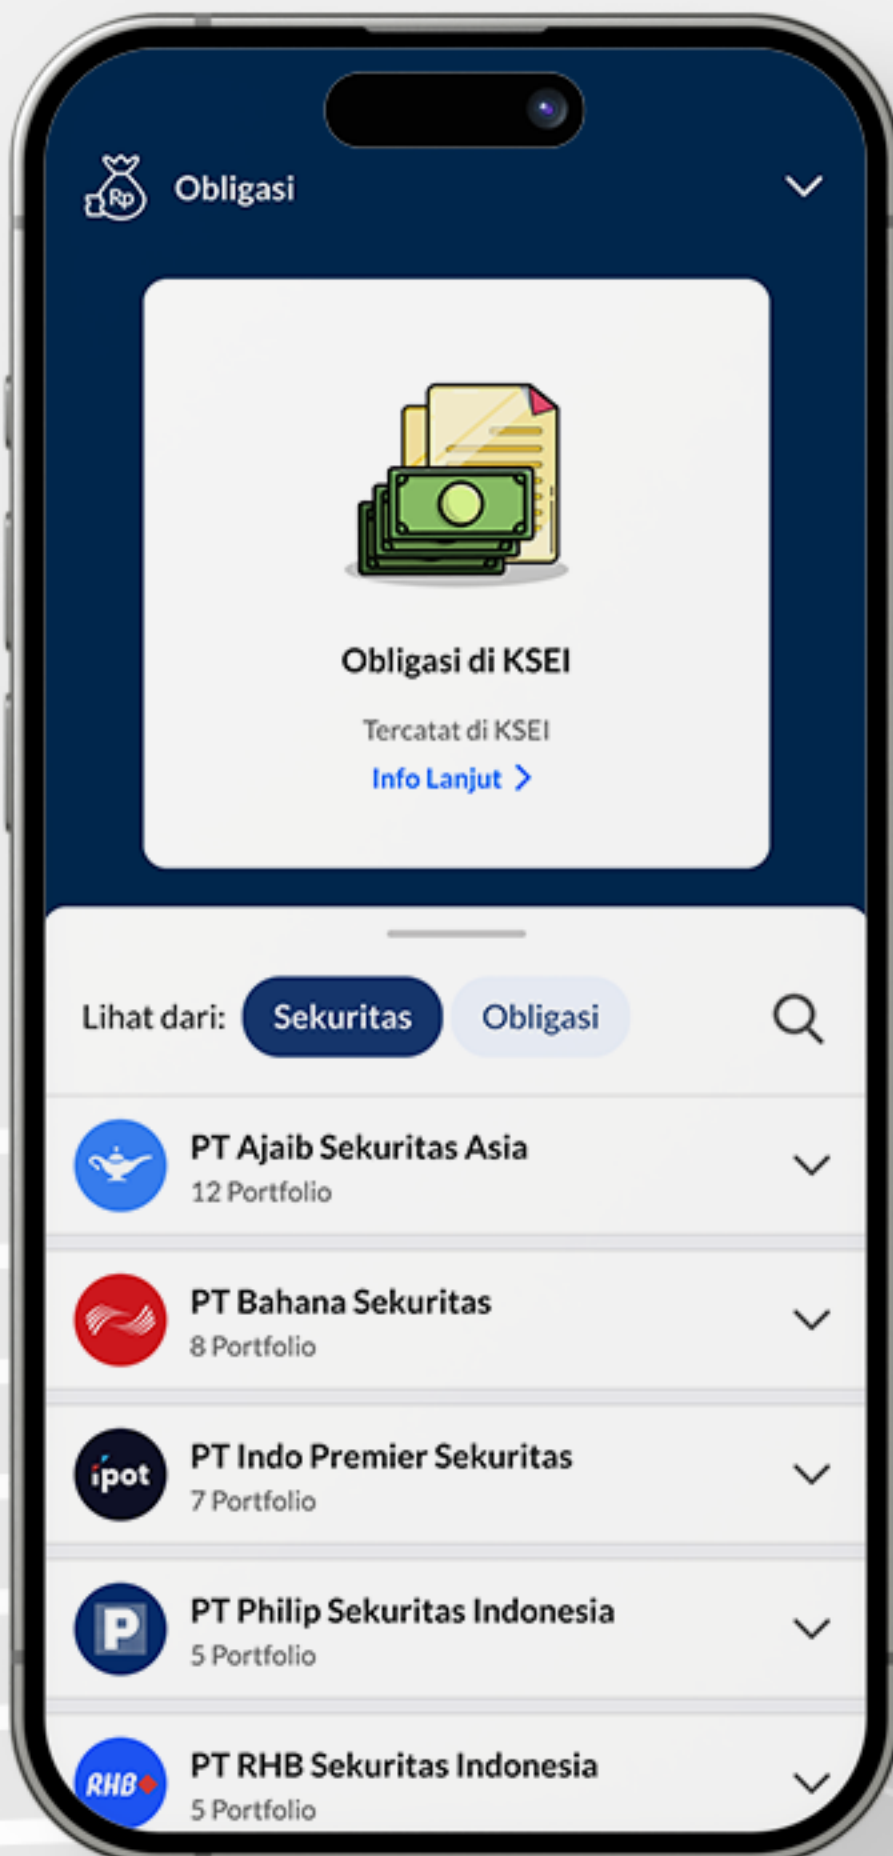 Rp
Obligasi
Obligasi di KSEI
Tercatat di KSEI
Info Lanjut
Lihat dari:
Sekuritas
Obligasi
PT Ajaib Sekuritas Asia
12 Portfolio
PT Bahana Sekuritas
8 Portfolio
ipot
PT Indo Premier Sekuritas
7 Portfolio
P
PT Philip Sekuritas Indonesia
5 Portfolio
RHB
PT RHB Sekuritas Indonesia
5 Portfolio